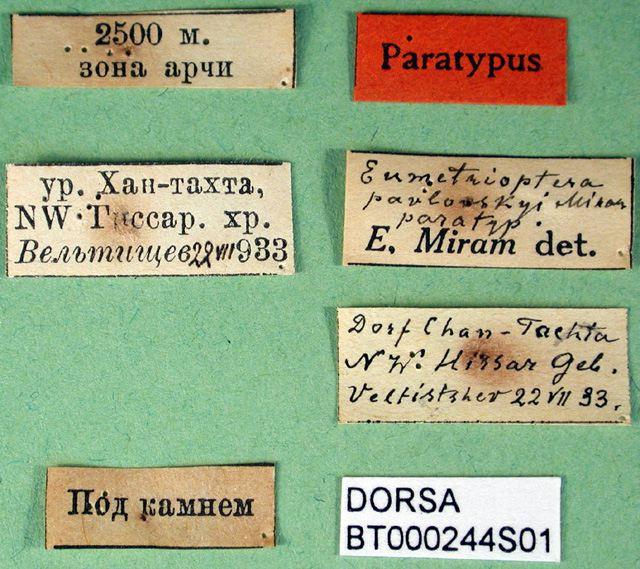 2500 м.
зона арчи
Paratypus
ур. Хан-тахта,
NW Гиссар. хр.
Вельтищев 22 VII 933
Eumetrioptera
pavlovskyi Miram
paratyp.
E. Miram det.
Dorf Chan-Tachta
NW. Hissar Geb.
Veltistshev 22 VII 33.
Под камнем
DORSA
BT000244S01